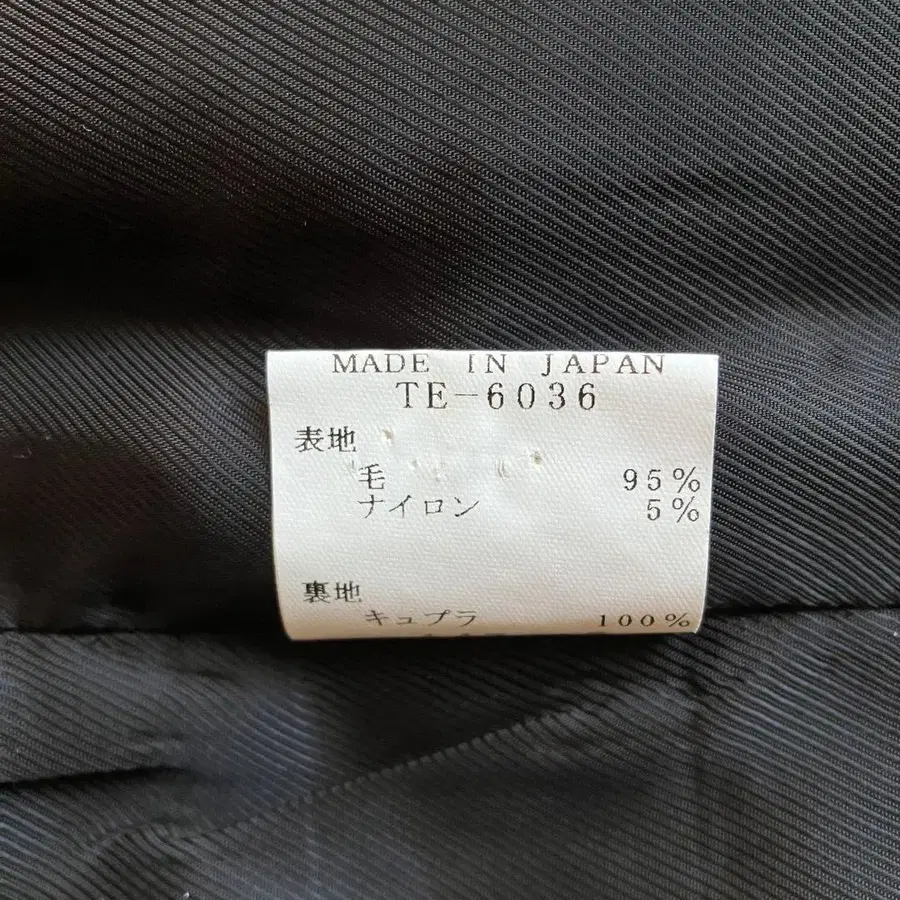 MADE IN JAPAN
TE-6036
表地
毛 95%
ナイロン 5%
裏地
キュプラ 100%